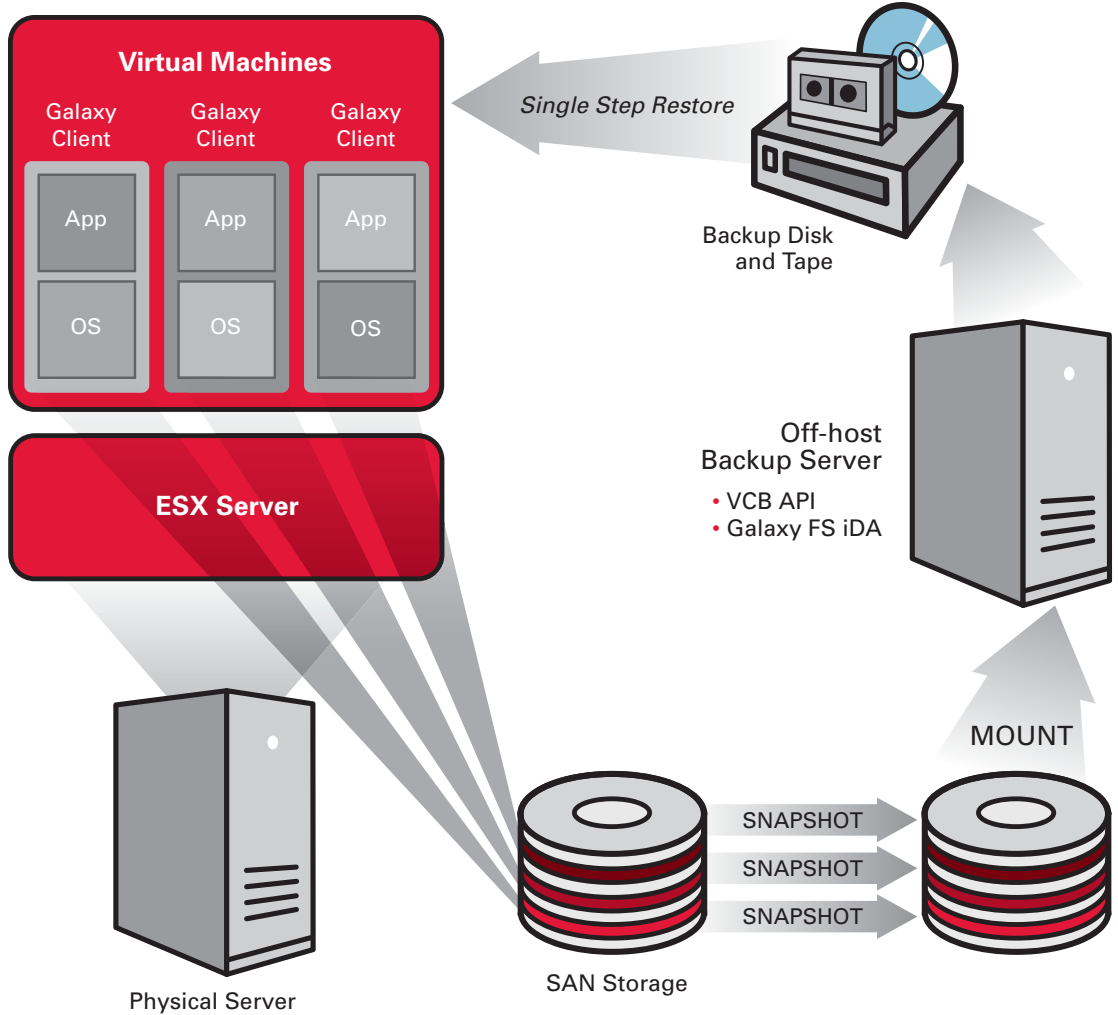 Virtual Machines
Galaxy
Client
Galaxy
Client
Galaxy
Client
App
App
App
OS
OS
OS
Single Step Restore
Backup Disk
and Tape
ESX Server
Off-host
Backup Server
• VCB API
• Galaxy FS iDA
MOUNT
SNAPSHOT
SNAPSHOT
SNAPSHOT
SAN Storage
Physical Server